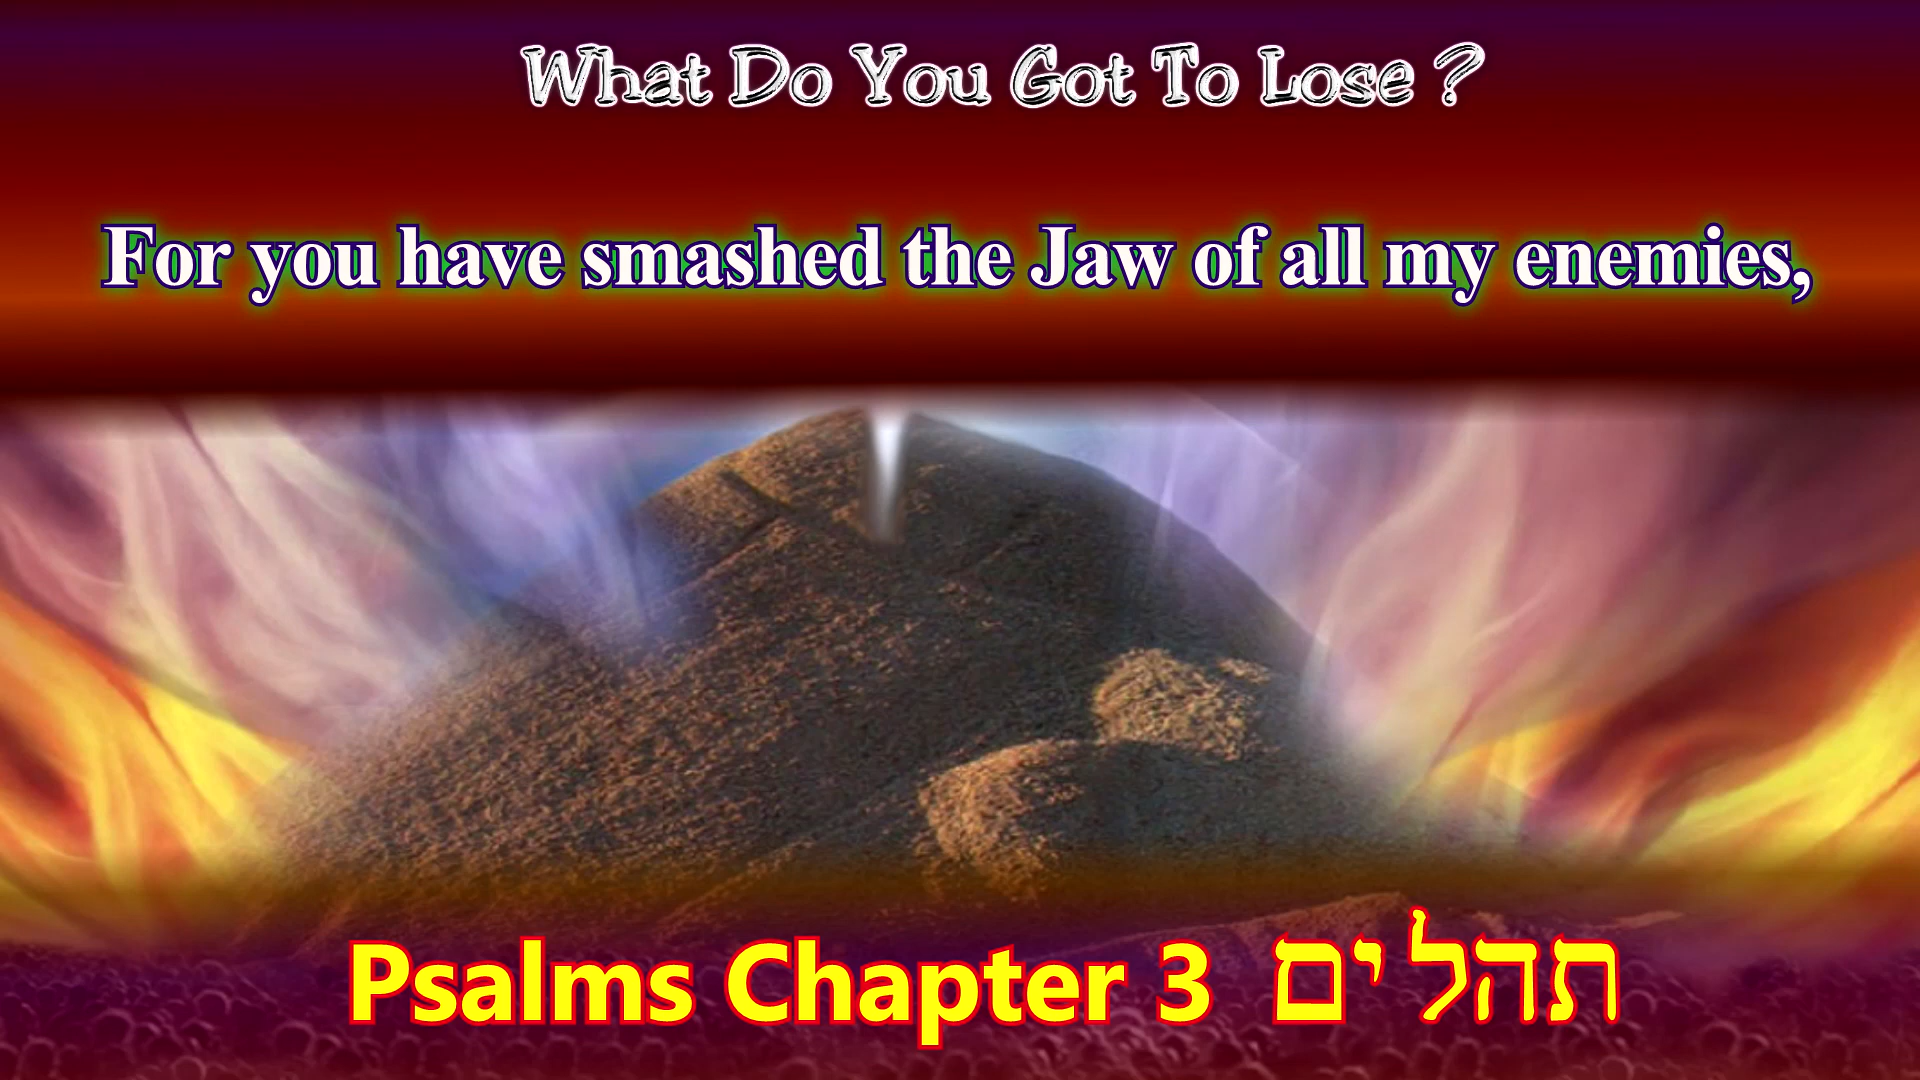 What Do You Got To Lose ?
For you have smashed the Jaw of all my enemies,
Psalms Chapter 3 תהלים